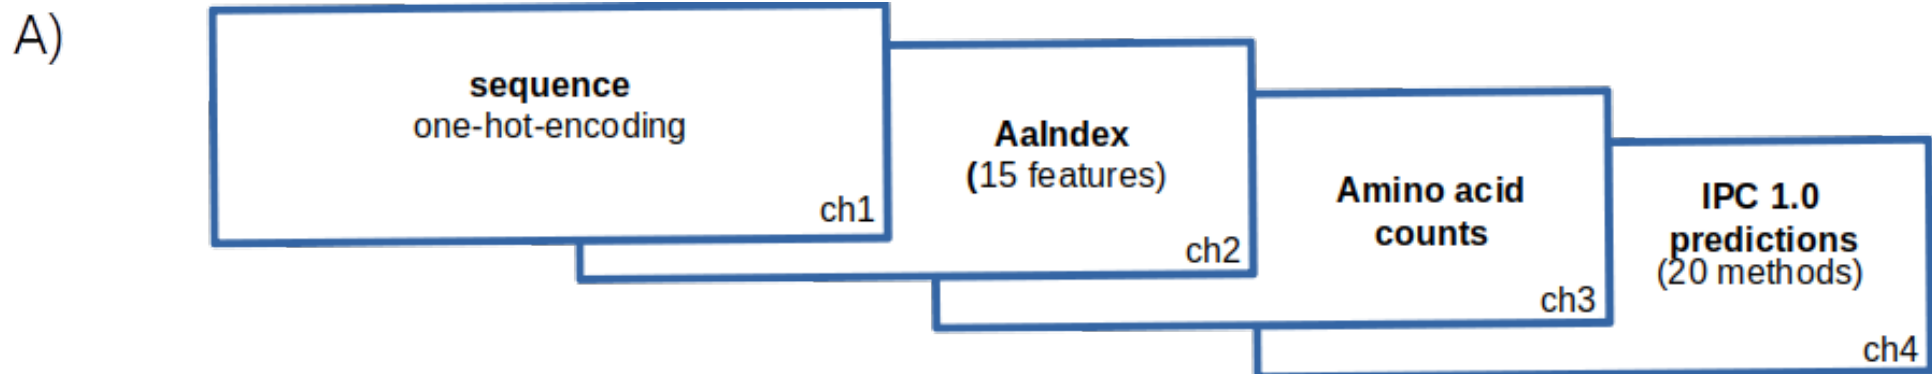 A)
sequence
one-hot-encoding
ch1
AaIndex
(15 features)
ch2
Amino acid
counts
ch3
IPC 1.0
predictions
(20 methods)
ch4